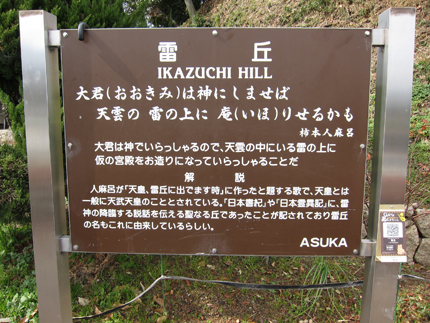 雷丘
IKAZUCHI HILL
大君(おおきみ)は神にしませば
天雲の 雷の上に 庵(いほ)りせるかも
柿本人麻呂
大君は神でいらっしゃるので、天雲の中にいる雷の上に
仮の宮殿をお造りになっていらっしゃることだ
解説
人麻呂が「天皇、雷丘に出でます時」に作ったと題する歌で、天皇とは
一般に天武天皇のこととされている。「日本書紀」や「日本霊異記」に、雷
神の降臨する説話を伝える聖なる丘であったことが記されており雷丘
の名もこれに由来しているらしい。
ASUKA